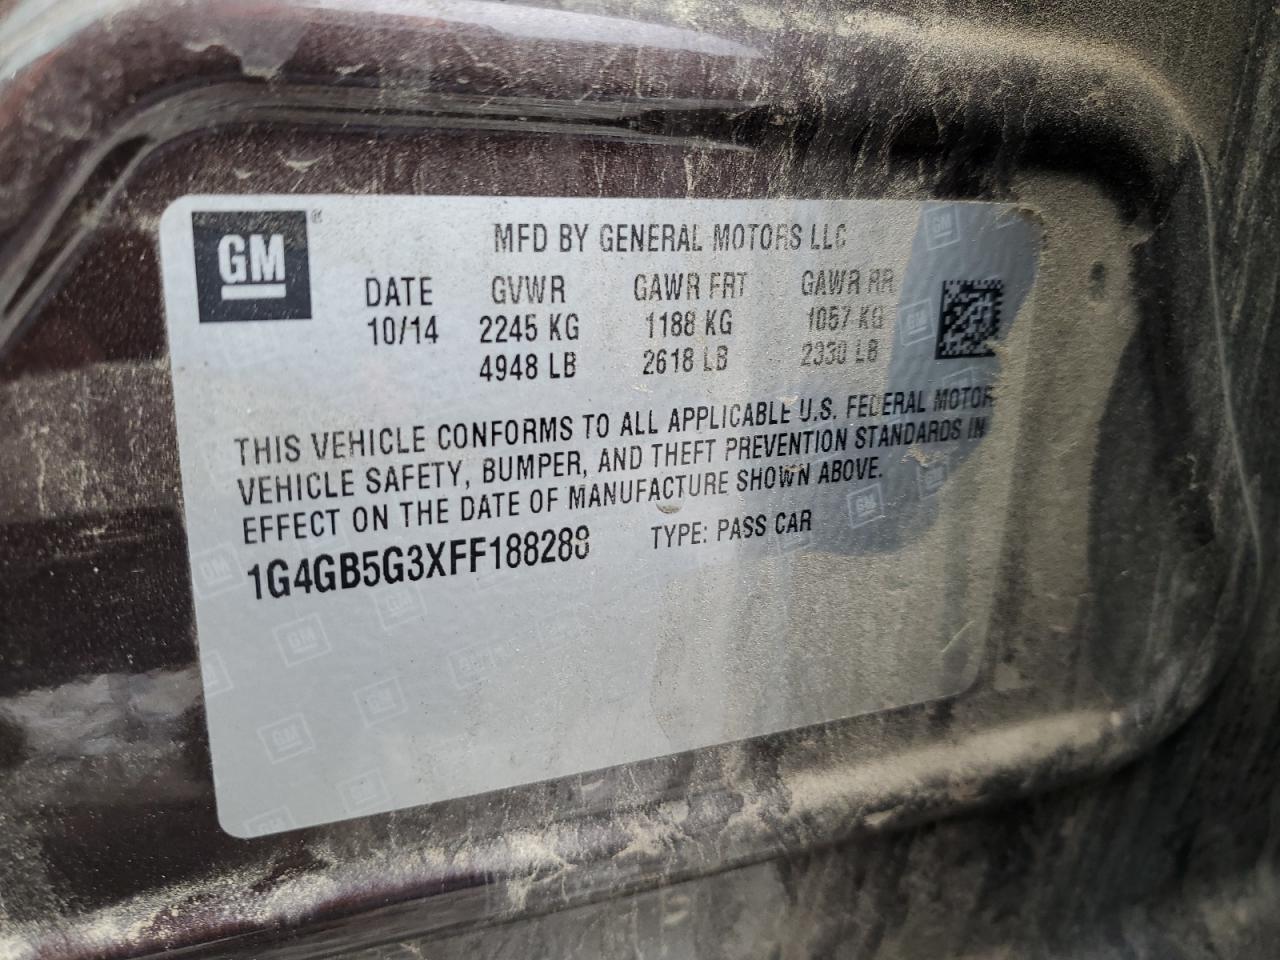 GM ®
MFD BY GENERAL MOTORS LLC
DATE GVWR GAWR FRT GAWR RR
10/14 2245 KG 1188 KG 1057 KG
4948 LB 2618 LB 2330 LB
THIS VEHICLE CONFORMS TO ALL APPLICABLE U.S. FEDERAL MOTOR
VEHICLE SAFETY, BUMPER, AND THEFT PREVENTION STANDARDS IN
EFFECT ON THE DATE OF MANUFACTURE SHOWN ABOVE.
1G4GB5G3XFF188288 TYPE: PASS CAR